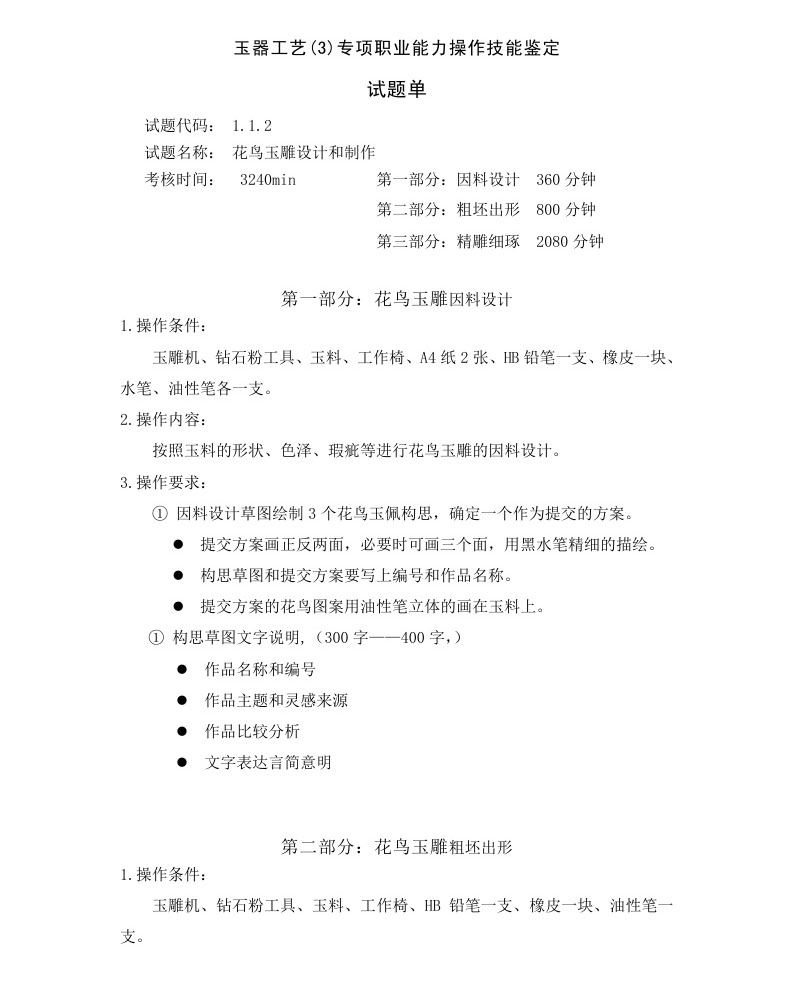 玉器工艺(3)专项职业能力操作技能鉴定
试题单
试题代码： 1.1.2
试题名称： 花鸟玉雕设计和制作
考核时间： 3240min 第一部分：因料设计 360 分钟
第二部分：粗坯出形 800 分钟
第三部分：精雕细琢 2080 分钟
第一部分：花鸟玉雕因料设计
1.操作条件：
玉雕机、钻石粉工具、玉料、工作椅、A4 纸 2 张、HB 铅笔一支、橡皮一块、
水笔、油性笔各一支。
2.操作内容：
按照玉料的形状、色泽、瑕疵等进行花鸟玉雕的因料设计。
3.操作要求：
① 因料设计草图绘制 3 个花鸟玉佩构思，确定一个作为提交的方案。
● 提交方案画正反两面，必要时可画三个面，用黑水笔精细的描绘。
● 构思草图和提交方案要写上编号和作品名称。
● 提交方案的花鸟图案用油性笔立体的画在玉料上。
① 构思草图文字说明,（300 字——400 字,）
● 作品名称和编号
● 作品主题和灵感来源
● 作品比较分析
● 文字表达言简意明
第二部分：花鸟玉雕粗坯出形
1.操作条件：
玉雕机、钻石粉工具、玉料、工作椅、HB 铅笔一支、橡皮一块、油性笔一
支。